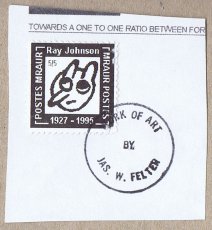 TOWARDS A ONE TO ONE RATIO BETWEEN FOR
Ray Johnson
5/5
POSTES MRAUR
MRAUR POSTES
1927 - 1995
RK OF ART
BY.
JAS. W. FELTER